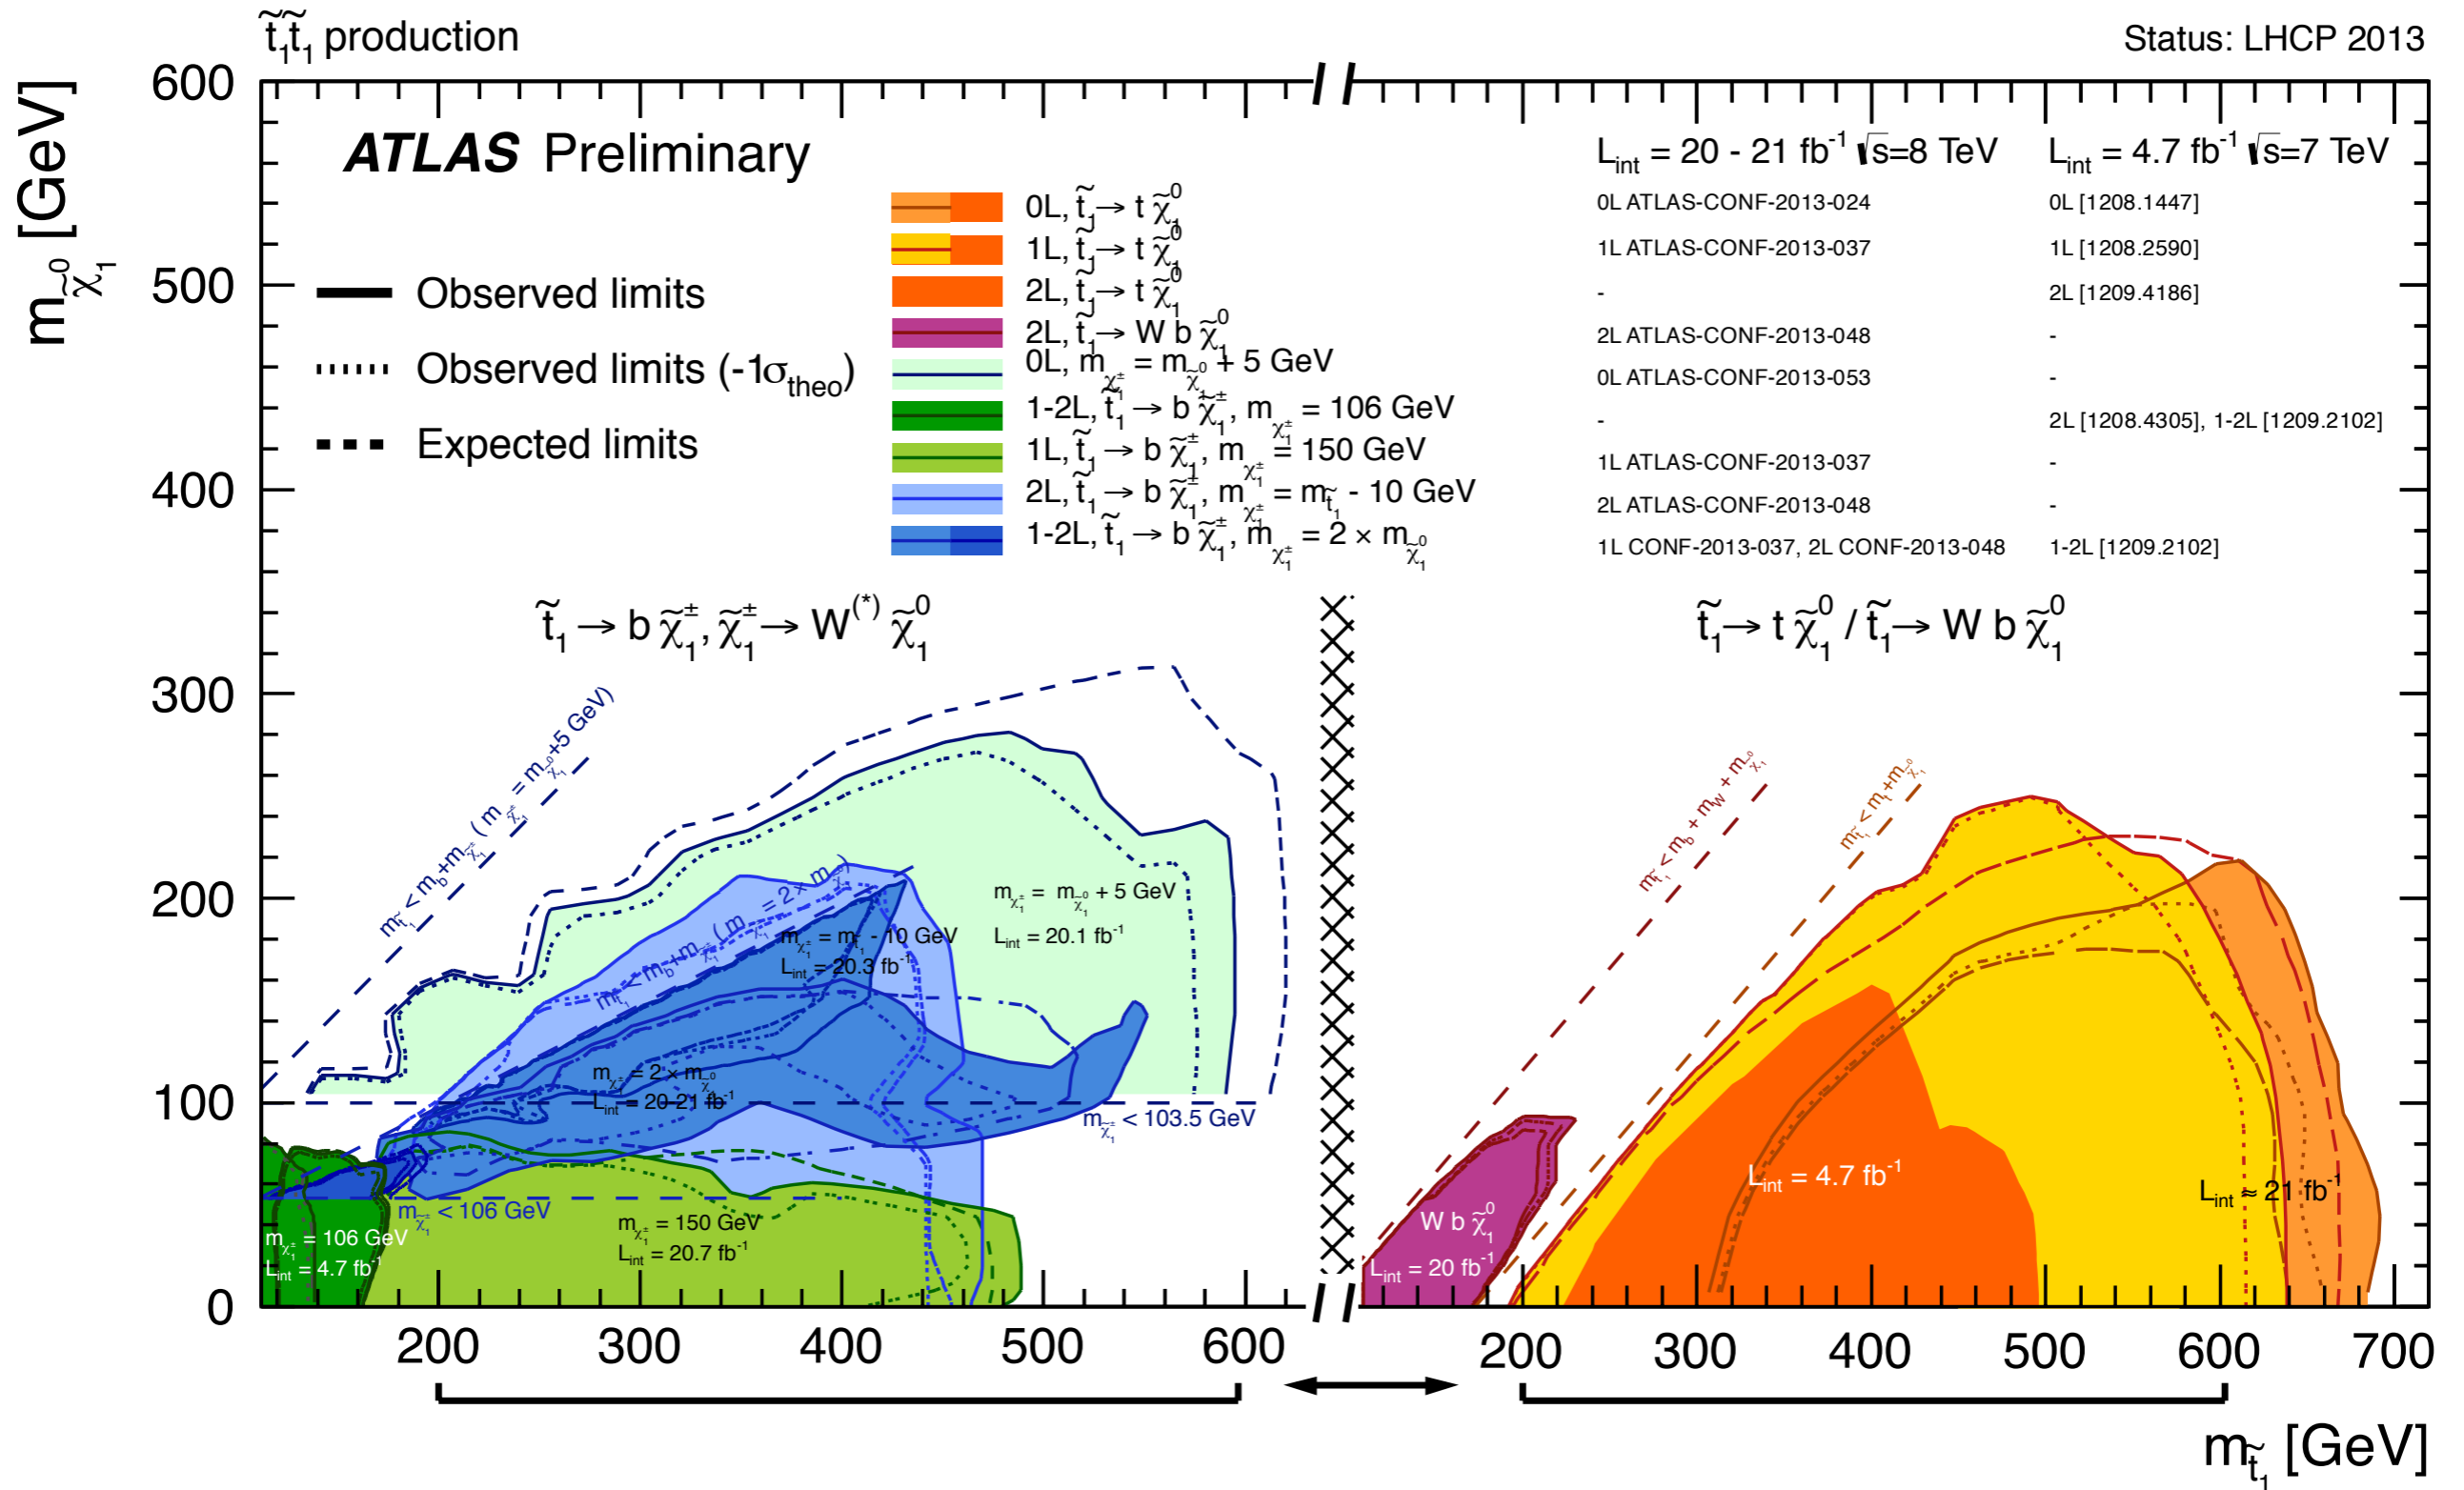 t̃₁t̃₁ production
Status: LHCP 2013
m_χ̃₁⁰ [GeV]
600
500
400
300
200
100
0
ATLAS Preliminary
Observed limits
Observed limits (-1σ_theo)
Expected limits
0L, t̃₁ → t χ̃₁⁰
1L, t̃₁ → t χ̃₁⁰
2L, t̃₁ → t χ̃₁⁰
2L, t̃₁ → W b χ̃₁⁰
0L, m_χ̃₁± = m_χ̃₁⁰ + 5 GeV
1-2L, t̃₁ → b χ̃₁±, m_χ̃₁± = 106 GeV
1L, t̃₁ → b χ̃₁±, m_χ̃₁± = 150 GeV
2L, t̃₁ → b χ̃₁±, m_χ̃₁± = m_t̃₁ - 10 GeV
1-2L, t̃₁ → b χ̃₁±, m_χ̃₁± = 2 × m_χ̃₁⁰
L_int = 20 - 21 fb⁻¹ √s=8 TeV
0L ATLAS-CONF-2013-024
1L ATLAS-CONF-2013-037
-
2L ATLAS-CONF-2013-048
0L ATLAS-CONF-2013-053
-
1L ATLAS-CONF-2013-037
2L ATLAS-CONF-2013-048
1L CONF-2013-037, 2L CONF-2013-048
L_int = 4.7 fb⁻¹ √s=7 TeV
0L [1208.1447]
1L [1208.2590]
2L [1209.4186]
-
-
2L [1208.4305], 1-2L [1209.2102]
-
-
1-2L [1209.2102]
t̃₁ → b χ̃₁±, χ̃₁± → W(*) χ̃₁⁰
t̃₁ → t χ̃₁⁰ / t̃₁ → W b χ̃₁⁰
m_t̃₁ < m_b + m_χ̃₁± (m_χ̃₁± = m_χ̃₁⁰ + 5 GeV)
m_t̃₁ < m_b + m_χ̃₁± (m_χ̃₁± = 2 × m_χ̃₁⁰)
m_χ₁± = m_χ̃₁⁰ + 5 GeV
L_int = 20.1 fb⁻¹
m_χ₁± = m_t̃₁ - 10 GeV
L_int = 20.3 fb⁻¹
m_χ₁± = 2 × m_χ̃₁⁰
L_int = 20-21 fb⁻¹
m_χ̃₁± < 103.5 GeV
m_χ̃₁± < 106 GeV
m_χ₁± = 106 GeV
L_int = 4.7 fb⁻¹
m_χ₁± = 150 GeV
L_int = 20.7 fb⁻¹
m_t̃₁ < m_b + m_W + m_χ̃₁⁰
m_t̃₁ < m_t + m_χ̃₁⁰
W b χ̃₁⁰
L_int = 20 fb⁻¹
L_int = 4.7 fb⁻¹
L_int ≈ 21 fb⁻¹
200 300 400 500 600
200 300 400 500 600 700
m_t̃₁ [GeV]